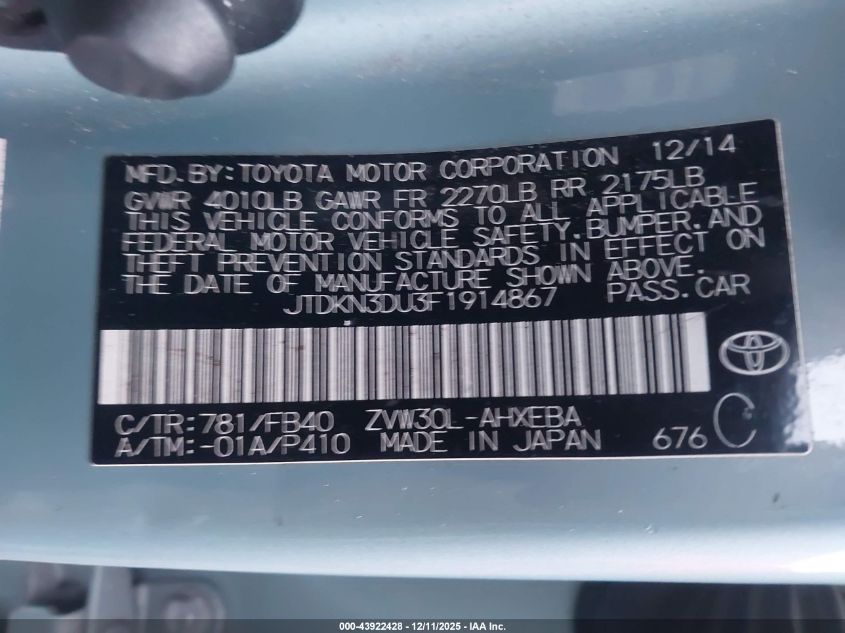 MFD. BY: TOYOTA MOTOR CORPORATION 12/14
GVWR 4010LB GAWR FR 2270LB RR 2175LB
THIS VEHICLE CONFORMS TO ALL APPLICABLE
FEDERAL MOTOR VEHICLE SAFETY, BUMPER, AND
THEFT PREVENTION STANDARDS IN EFFECT ON
THE DATE OF MANUFACTURE SHOWN ABOVE.
JTDKN3DU3F1914867 PASS. CAR
C/TR: 781/FB40 ZVW30L-AHXEBA
A/TM: -01A/P410 MADE IN JAPAN 676 C
000-43922428 - 12/11/2025 - IAA Inc.